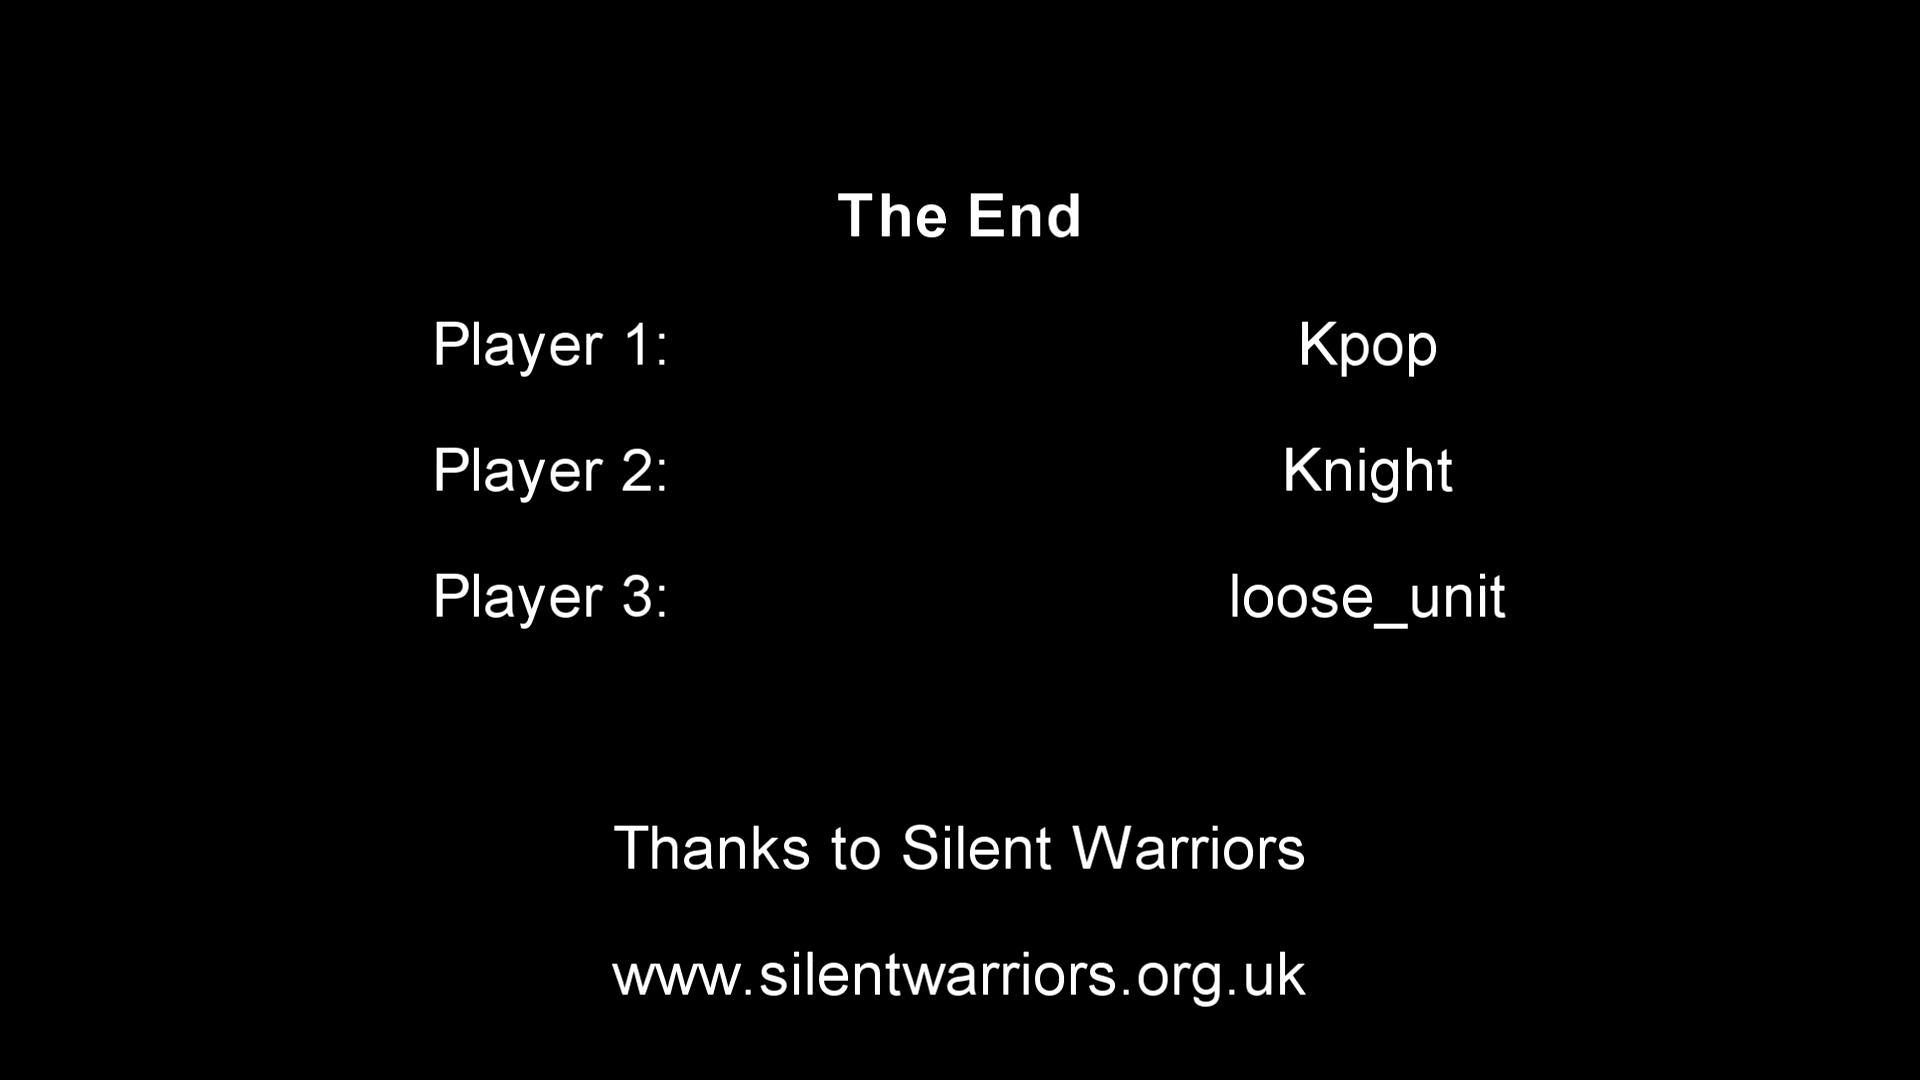 The End
Player 1: Kpop
Player 2: Knight
Player 3: loose_unit
Thanks to Silent Warriors
www.silentwarriors.org.uk